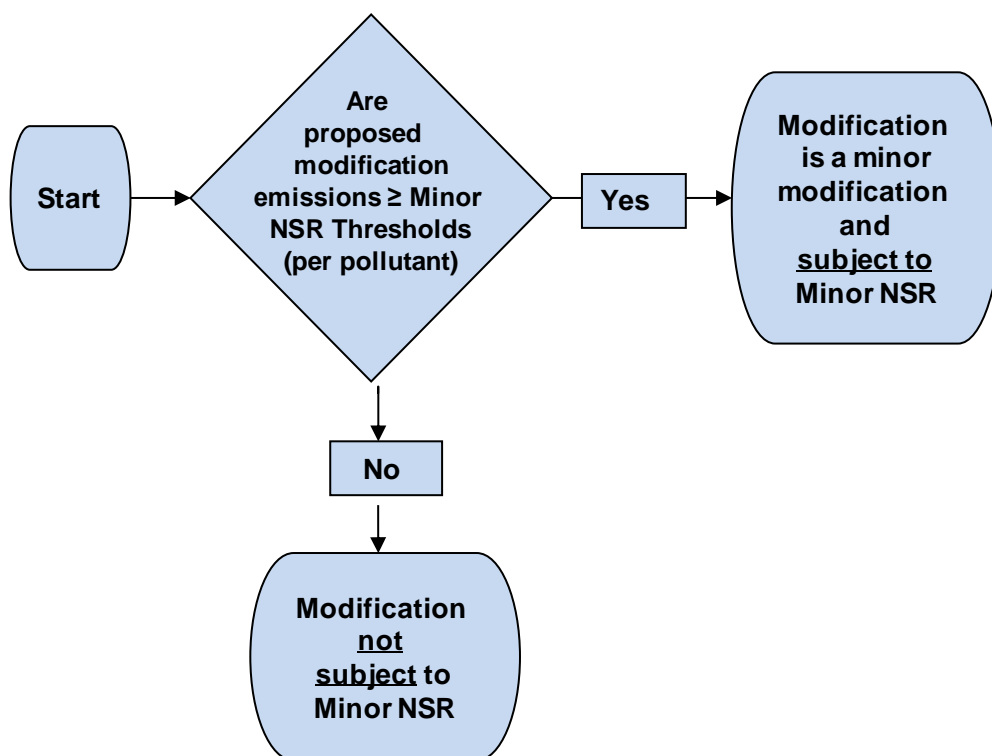 Start
Are
proposed
modification
emissions ≥ Minor
NSR Thresholds
(per pollutant)
Yes
Modification
is a minor
modification
and
subject to
Minor NSR
No
Modification
not
subject to
Minor NSR